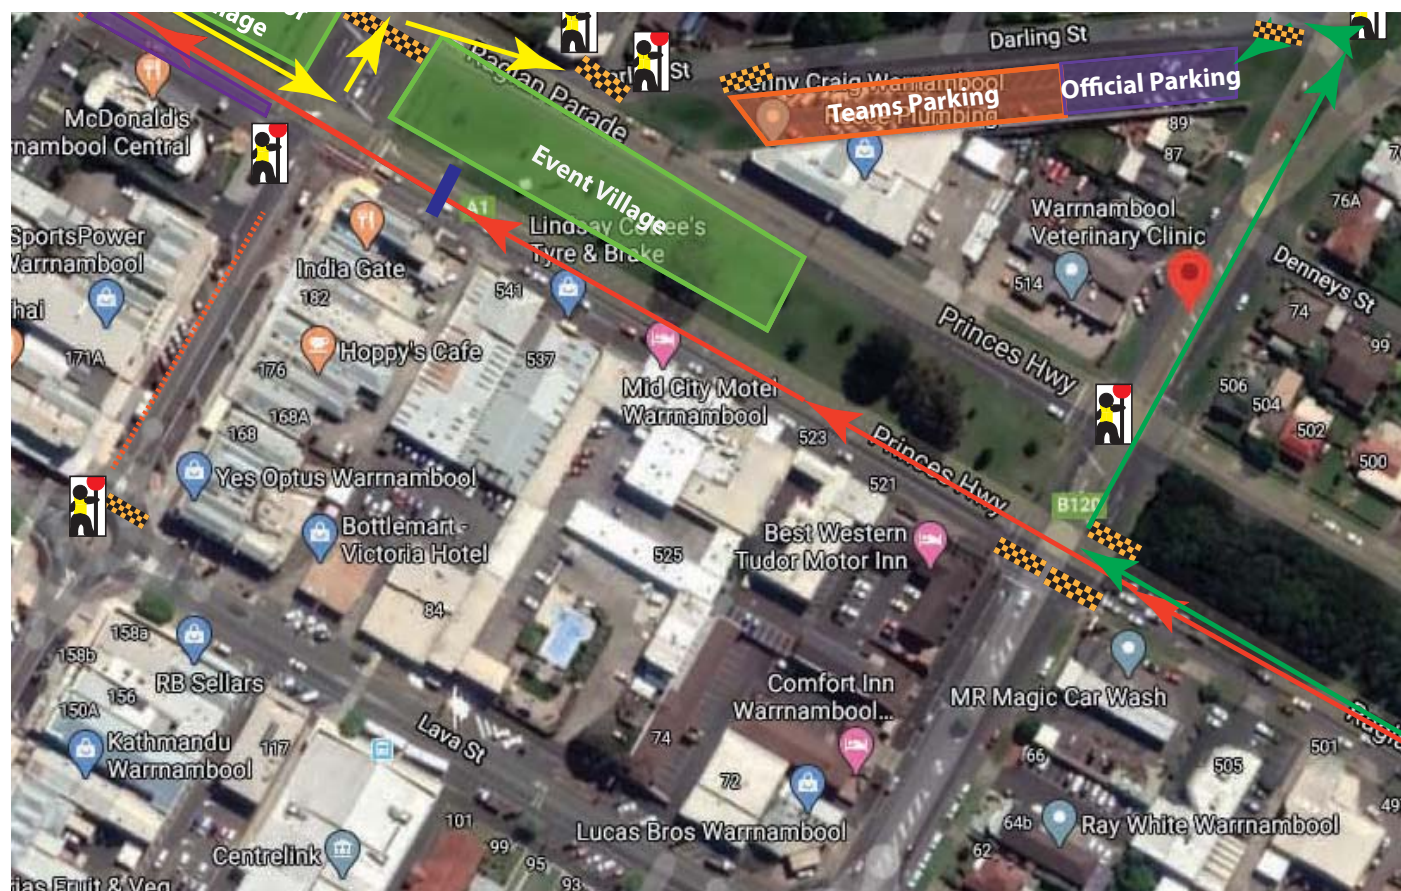 llage
Darling St
Raglan Parade
Official Parking
Teams Parking
McDonald's
rnambool Central
Event Village
89
87
A1
Warrnambool
Veterinary Clinic
76A
SportsPower
Warrnambool
Lindsay
Tyre & Brake
India Gate
Denneys St
182
541
514
74
hai
171A
Hoppy's Cafe
176
537
Princes Hwy
99
Mid City Motel
Warrnambool
506
504
168A
168
523
Princes Hwy
502
500
521
Yes Optus Warrnambool
B120
Bottlemart -
Victoria Hotel
525
Best Western
Tudor Motor Inn
84
158a
158b
RB Sellars
156
150A
Comfort Inn
Warrnambool...
MR Magic Car Wash
Kathmandu
Warrnambool
117
Lava St
74
72
66
505
501
49
Lucas Bros Warrnambool
101
99
95
93
64b
62
Ray White Warrnambool
Centrelink
Fruit & Veg